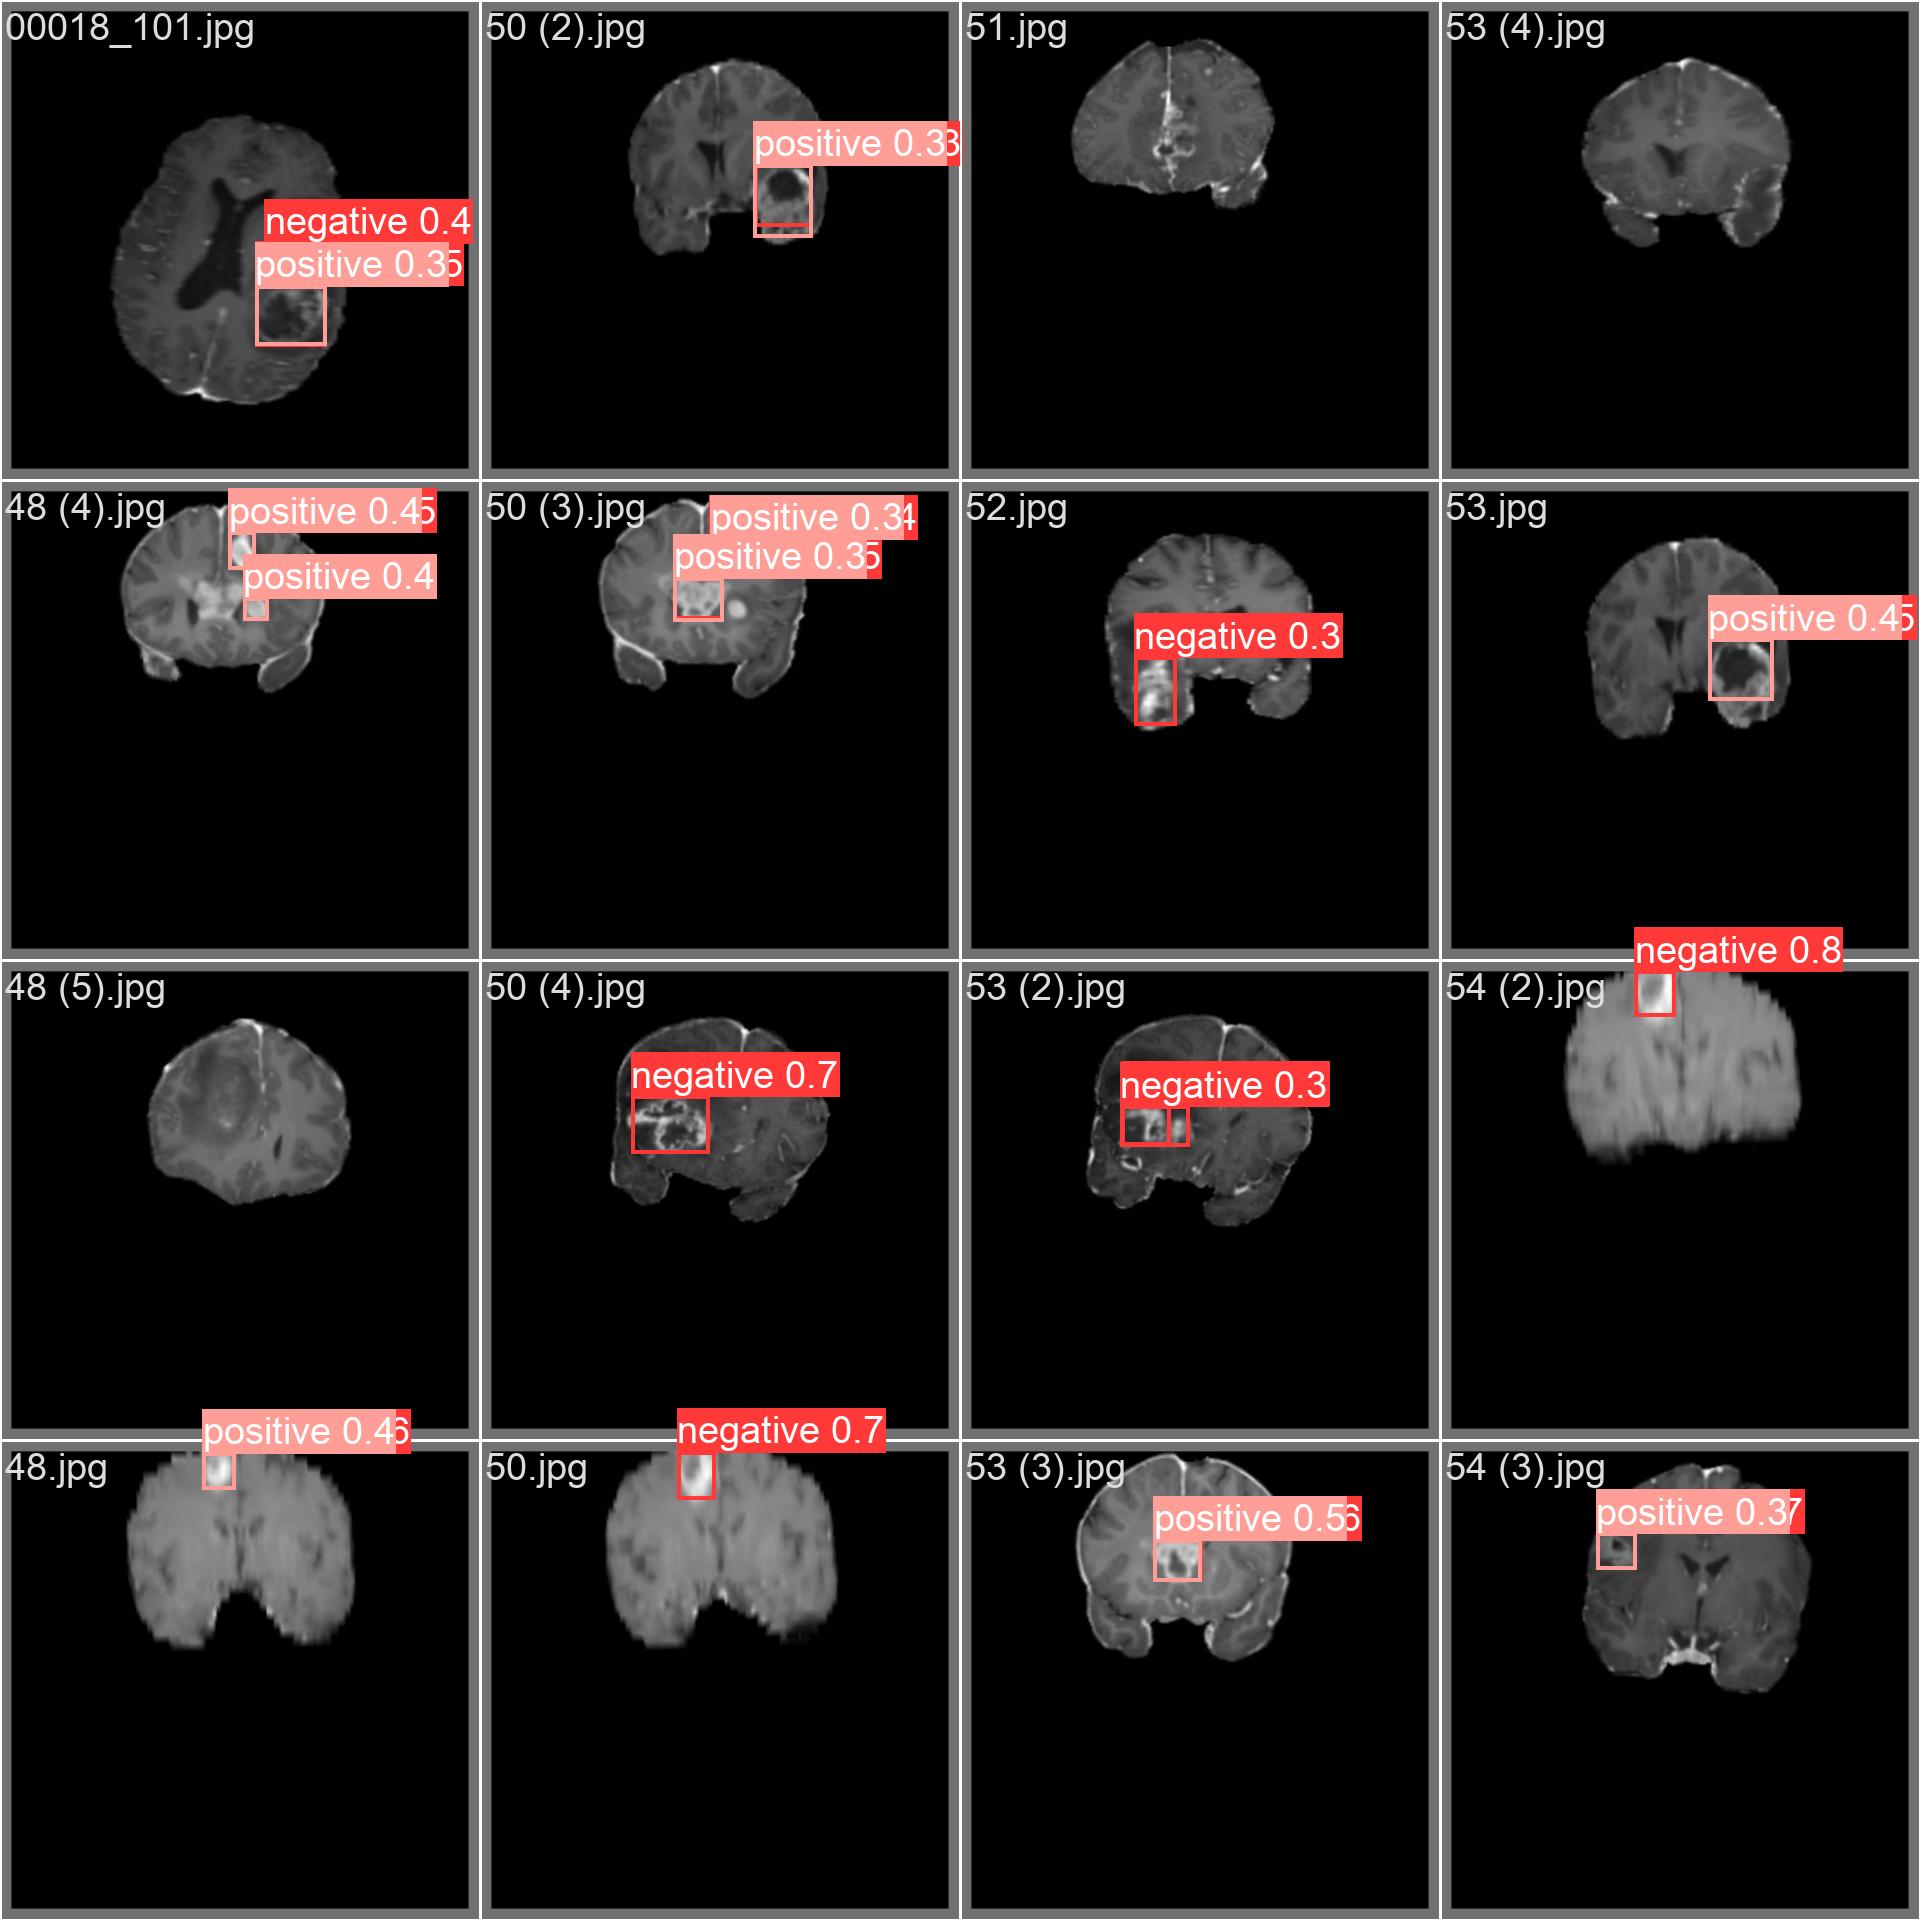 00018_101.jpg
negative 0.4
positive 0.35
50 (2).jpg
positive 0.33
51.jpg
53 (4).jpg
48 (4).jpg
positive 0.45
positive 0.4
50 (3).jpg
positive 0.34
positive 0.35
52.jpg
negative 0.3
53.jpg
positive 0.45
48 (5).jpg
50 (4).jpg
negative 0.7
53 (2).jpg
negative 0.3
54 (2).jpg
negative 0.8
48.jpg
positive 0.46
50.jpg
negative 0.7
53 (3).jpg
positive 0.56
54 (3).jpg
positive 0.37